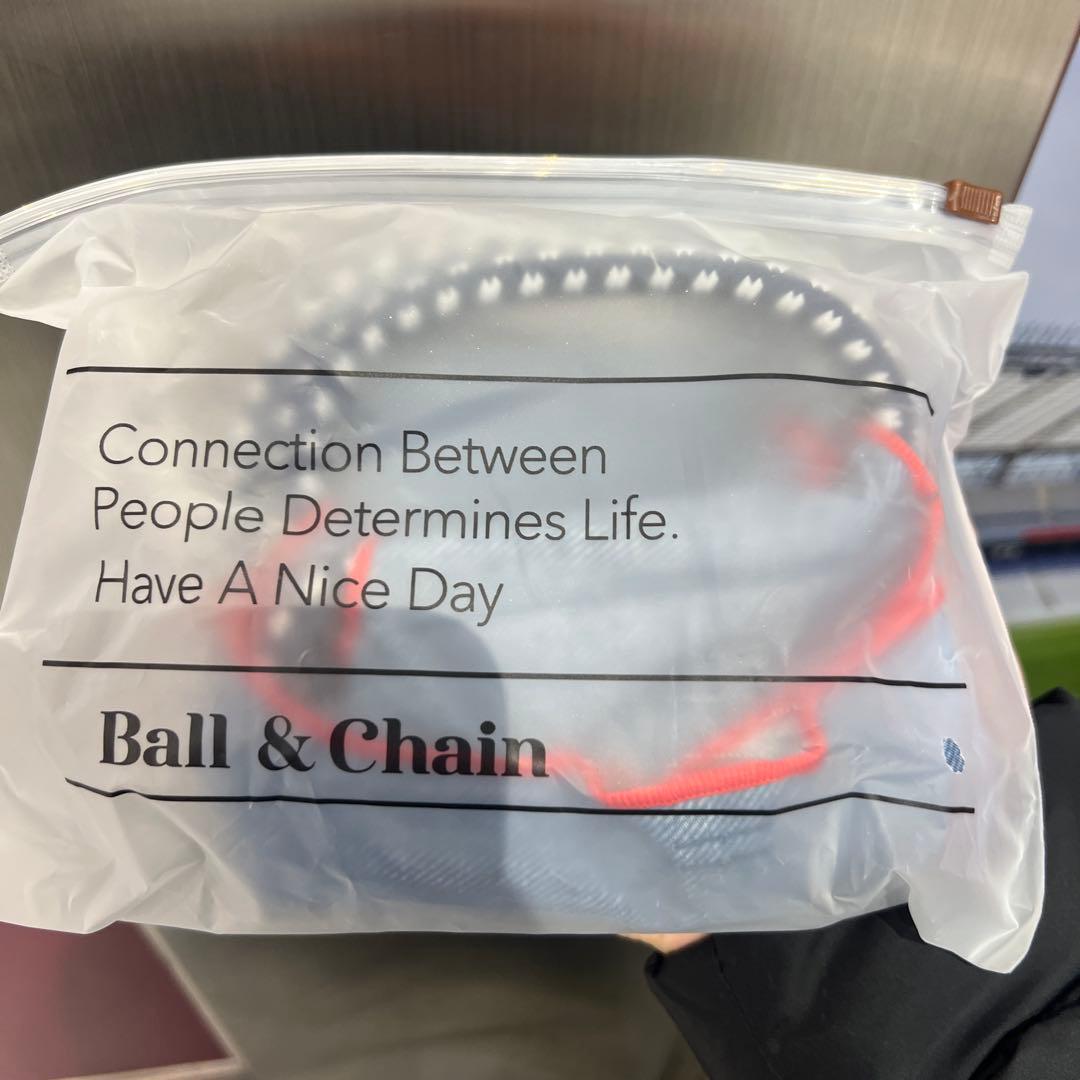 Connection Between
People Determines Life.
Have A Nice Day
Ball & Chain